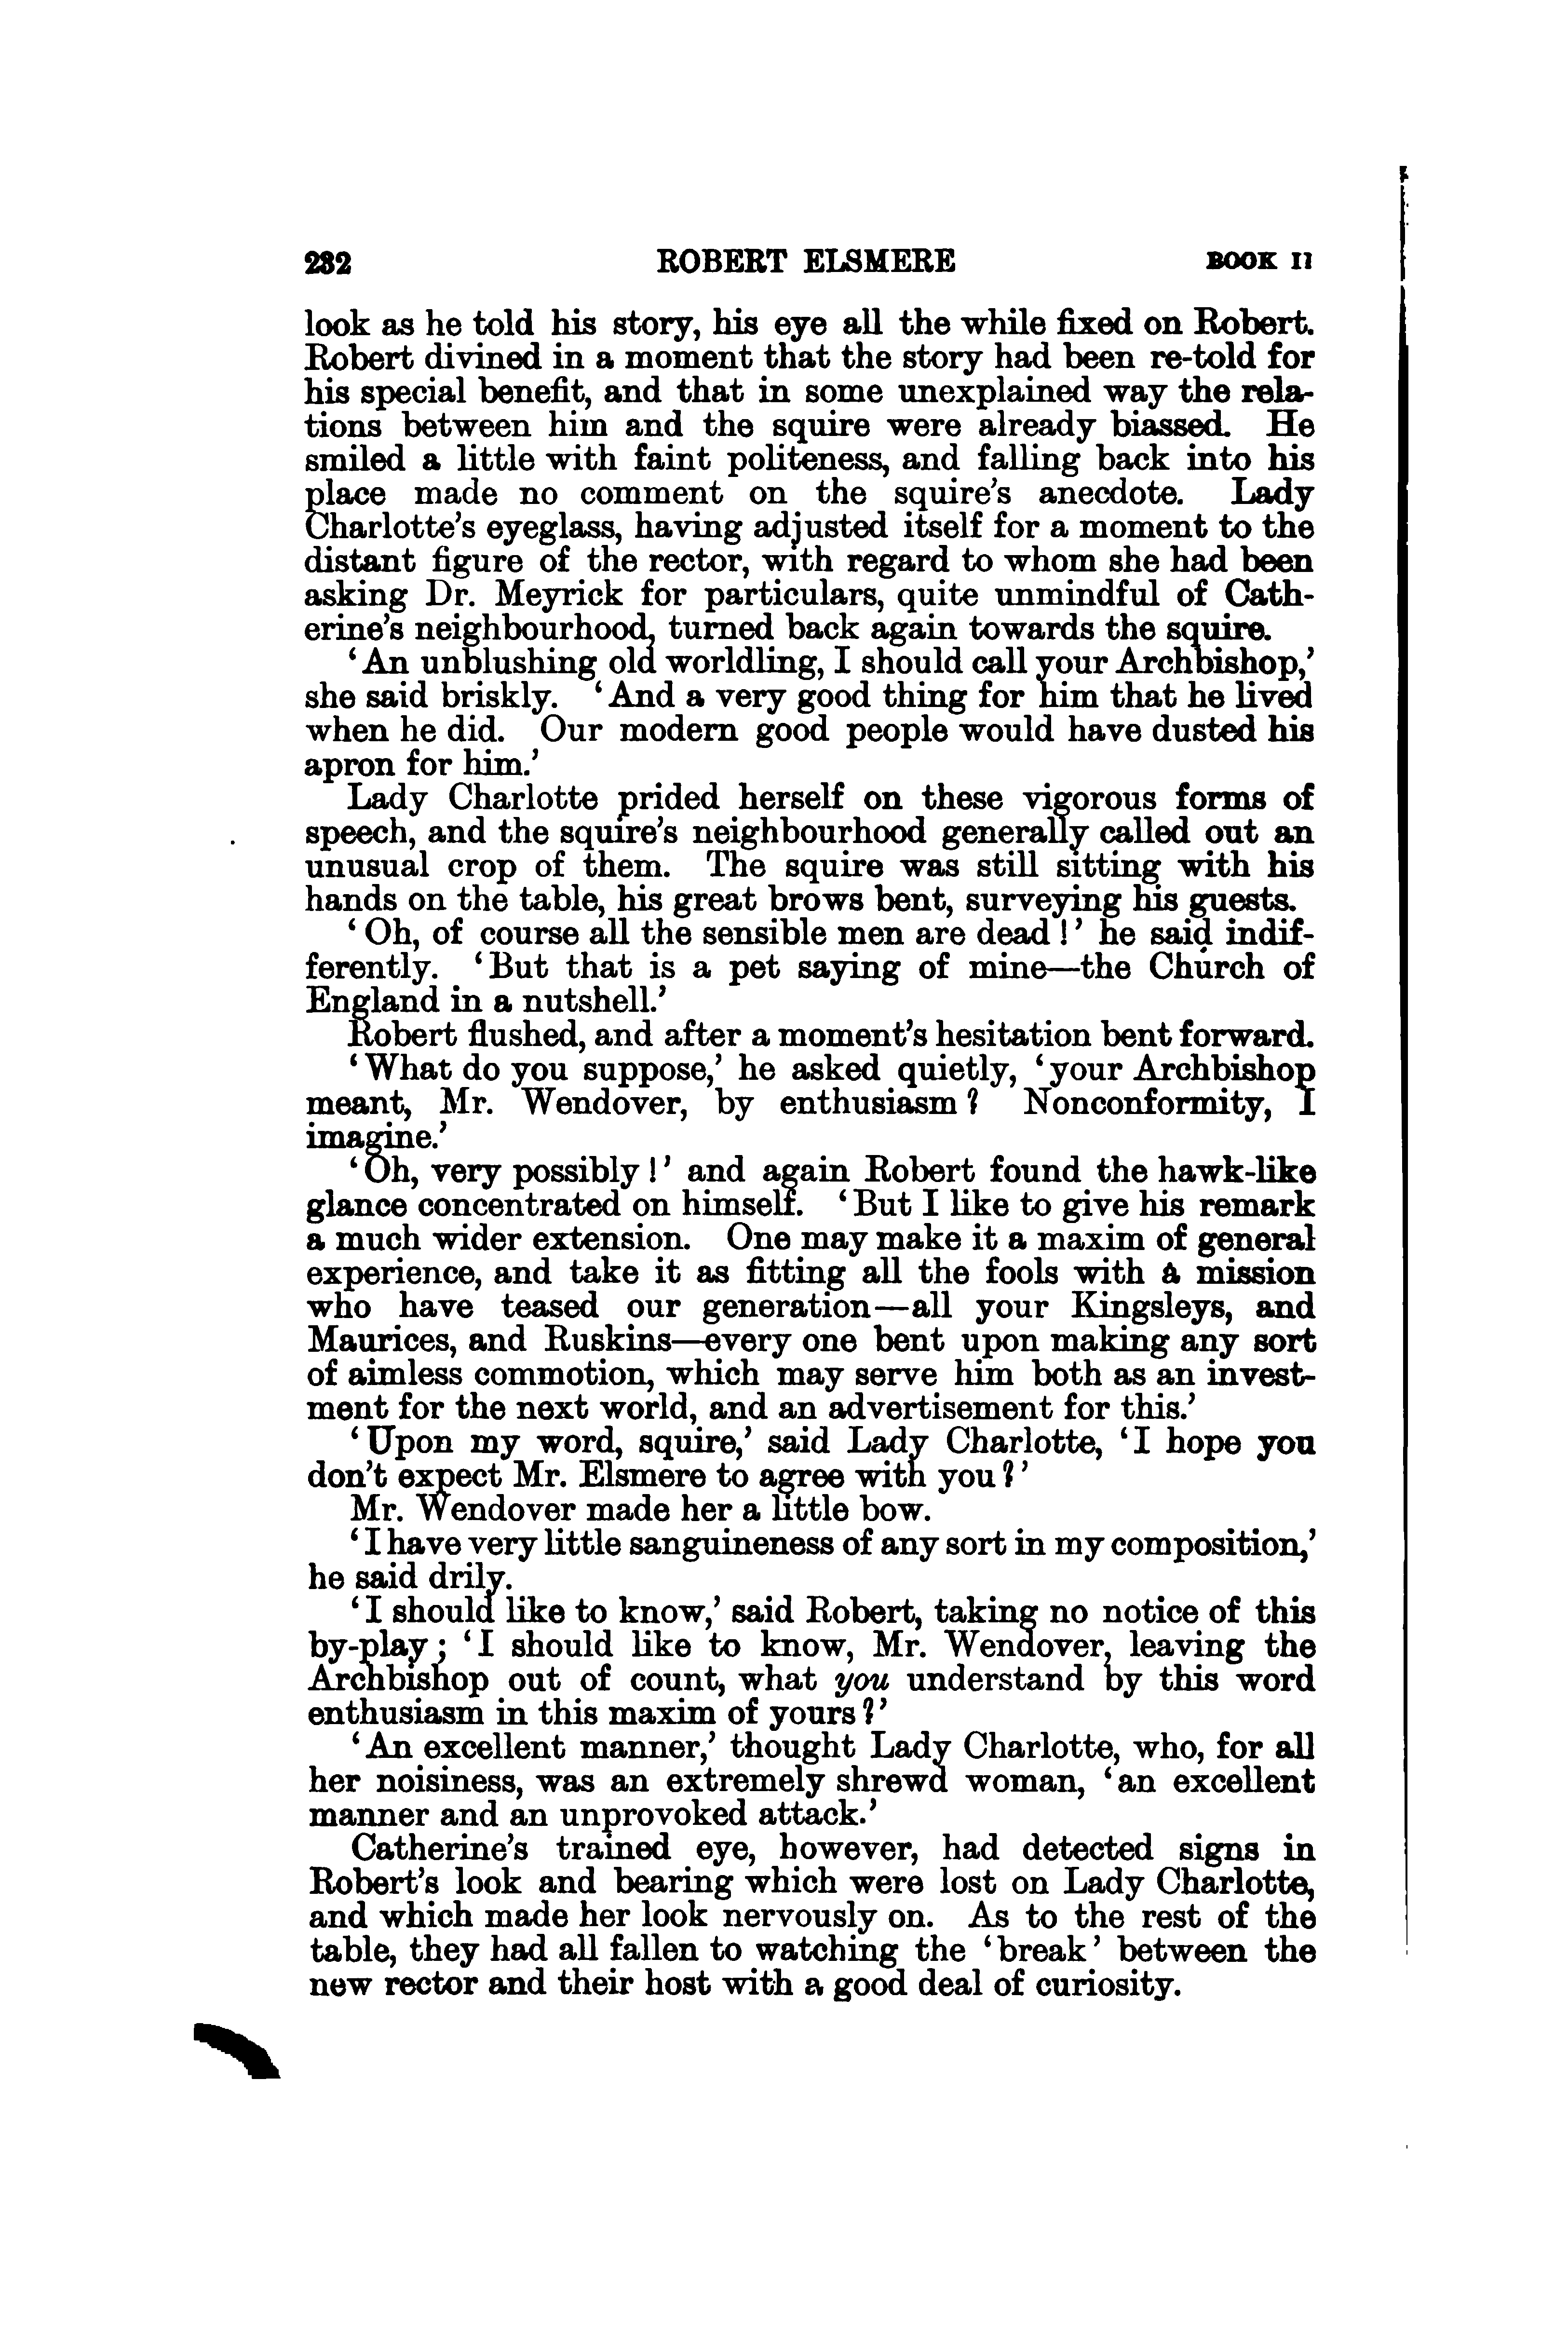 232 ROBERT ELSMERE BOOK II
look as he told his story, his eye all the while fixed on Robert.
Robert divined in a moment that the story had been re-told for
his special benefit, and that in some unexplained way the rela-
tions between him and the squire were already biassed. He
smiled a little with faint politeness, and falling back into his
place made no comment on the squire's anecdote. Lady
Charlotte's eyeglass, having adjusted itself for a moment to the
distant figure of the rector, with regard to whom she had been
asking Dr. Meyrick for particulars, quite unmindful of Cath-
erine's neighbourhood, turned back again towards the squire.
'An unblushing old worldling, I should call your Archbishop,'
she said briskly. 'And a very good thing for him that he lived
when he did. Our modern good people would have dusted his
apron for him.'
Lady Charlotte prided herself on these vigorous forms of
speech, and the squire's neighbourhood generally called out an
unusual crop of them. The squire was still sitting with his
hands on the table, his great brows bent, surveying his guests.
'Oh, of course all the sensible men are dead!' he said indif-
ferently. 'But that is a pet saying of mine—the Church of
England in a nutshell.'
Robert flushed, and after a moment's hesitation bent forward.
'What do you suppose,' he asked quietly, 'your Archbishop
meant, Mr. Wendover, by enthusiasm? Nonconformity, I
imagine.'
'Oh, very possibly!' and again Robert found the hawk-like
glance concentrated on himself. 'But I like to give his remark
a much wider extension. One may make it a maxim of general
experience, and take it as fitting all the fools with a mission
who have teased our generation—all your Kingsleys, and
Maurices, and Ruskins—every one bent upon making any sort
of aimless commotion, which may serve him both as an invest-
ment for the next world, and an advertisement for this.'
'Upon my word, squire,' said Lady Charlotte, 'I hope you
don't expect Mr. Elsmere to agree with you?'
Mr. Wendover made her a little bow.
'I have very little sanguineness of any sort in my composition,'
he said drily.
'I should like to know,' said Robert, taking no notice of this
by-play; 'I should like to know, Mr. Wendover, leaving the
Archbishop out of count, what you understand by this word
enthusiasm in this maxim of yours?'
'An excellent manner,' thought Lady Charlotte, who, for all
her noisiness, was an extremely shrewd woman, 'an excellent
manner and an unprovoked attack.'
Catherine's trained eye, however, had detected signs in
Robert's look and bearing which were lost on Lady Charlotte,
and which made her look nervously on. As to the rest of the
table, they had all fallen to watching the 'break' between the
new rector and their host with a good deal of curiosity.